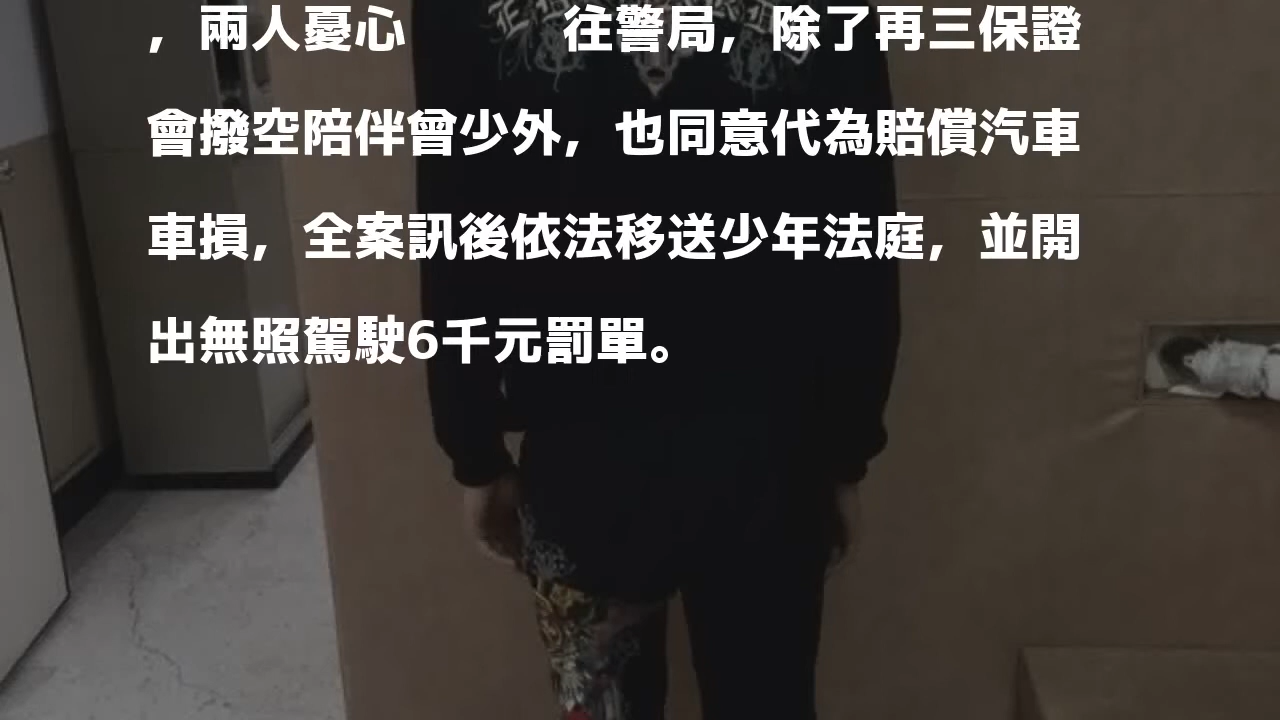 ，兩人憂心 往警局，除了再三保證
會撥空陪伴曾少外，也同意代為賠償汽車
車損，全案訊後依法移送少年法庭，並開
出無照駕駛6千元罰單。